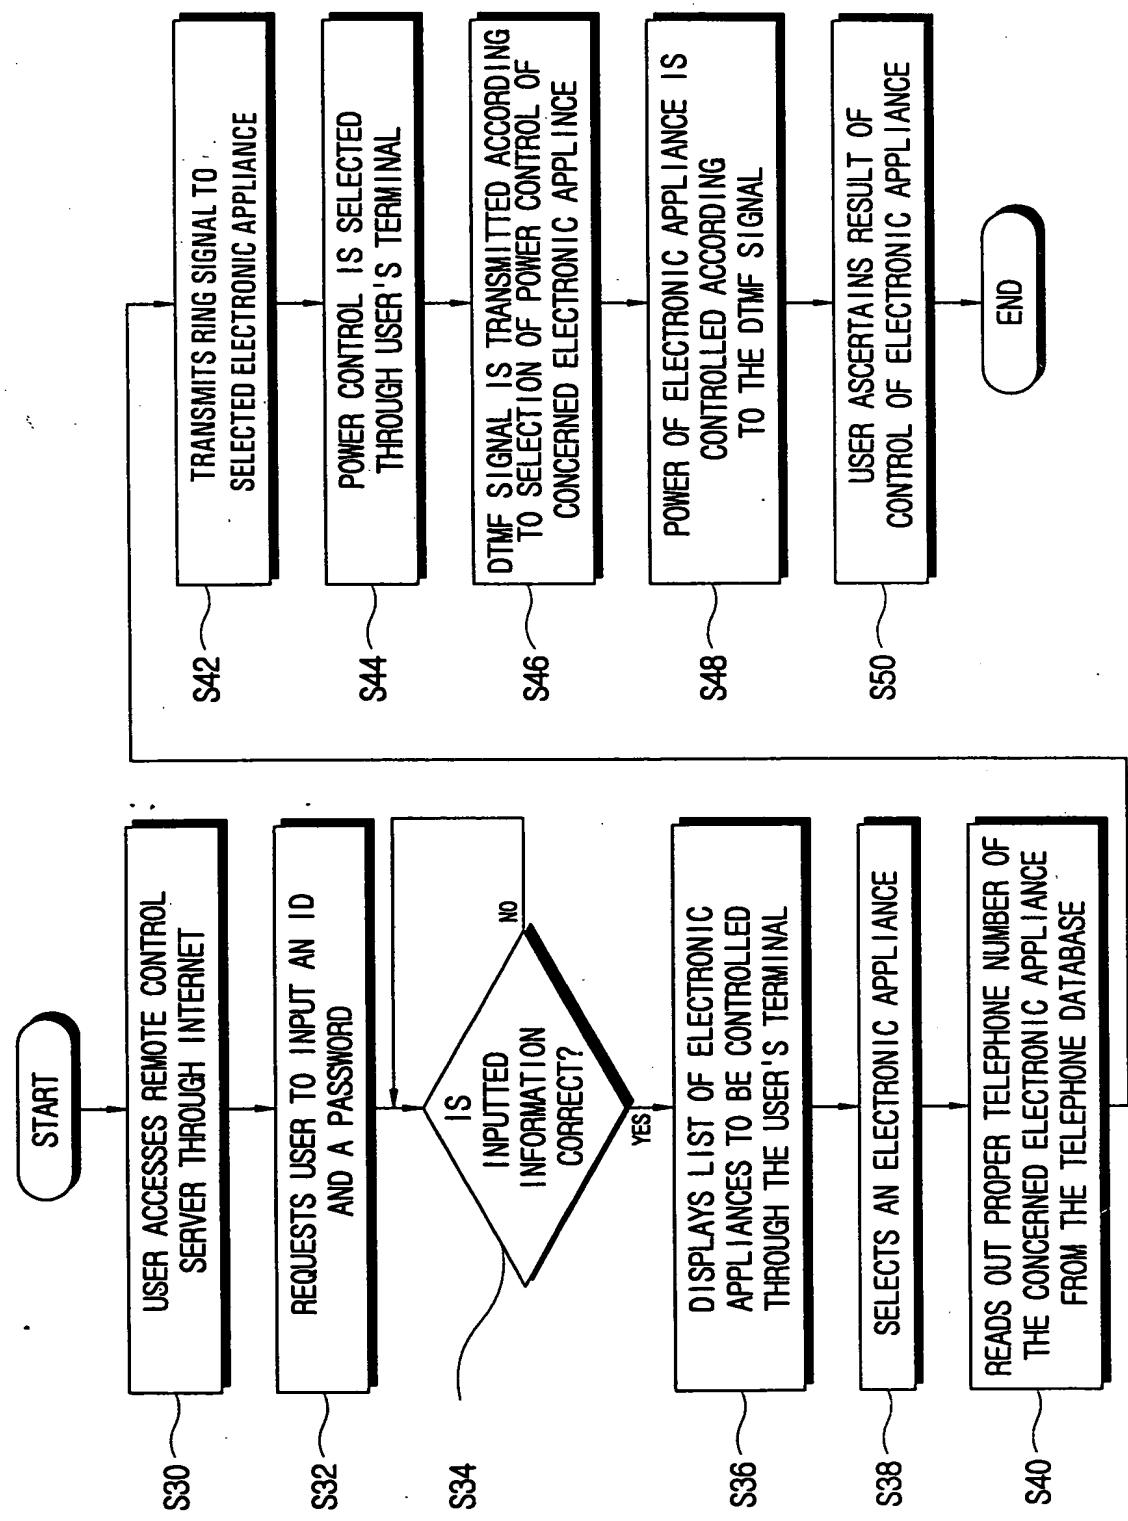 START
S30
USER ACCESSES REMOTE CONTROL
SERVER THROUGH INTERNET
S32
REQUESTS USER TO INPUT AN ID
AND A PASSWORD
S34
IS
INPUTTED
INFORMATION
CORRECT?
NO
YES
S36
DISPLAYS LIST OF ELECTRONIC
APPLIANCES TO BE CONTROLLED
THROUGH THE USER'S TERMINAL
S38
SELECTS AN ELECTRONIC APPLIANCE
S40
READS OUT PROPER TELEPHONE NUMBER OF
THE CONCERNED ELECTRONIC APPLIANCE
FROM THE TELEPHONE DATABASE
S42
TRANSMITS RING SIGNAL TO
SELECTED ELECTRONIC APPLIANCE
S44
POWER CONTROL IS SELECTED
THROUGH USER'S TERMINAL
S46
DTMF SIGNAL IS TRANSMITTED ACCORDING
TO SELECTION OF POWER CONTROL OF
CONCERNED ELECTRONIC APPLINCE
S48
POWER OF ELECTRONIC APPLIANCE IS
CONTROLLED ACCORDING
TO THE DTMF SIGNAL
S50
USER ASCERTAINS RESULT OF
CONTROL OF ELECTRONIC APPLIANCE
END